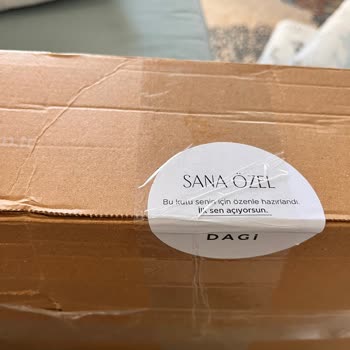 SANA ÖZEL
Bu kutu senin için özenle hazırlandı.
İlk sen açıyorsun.
DAGI